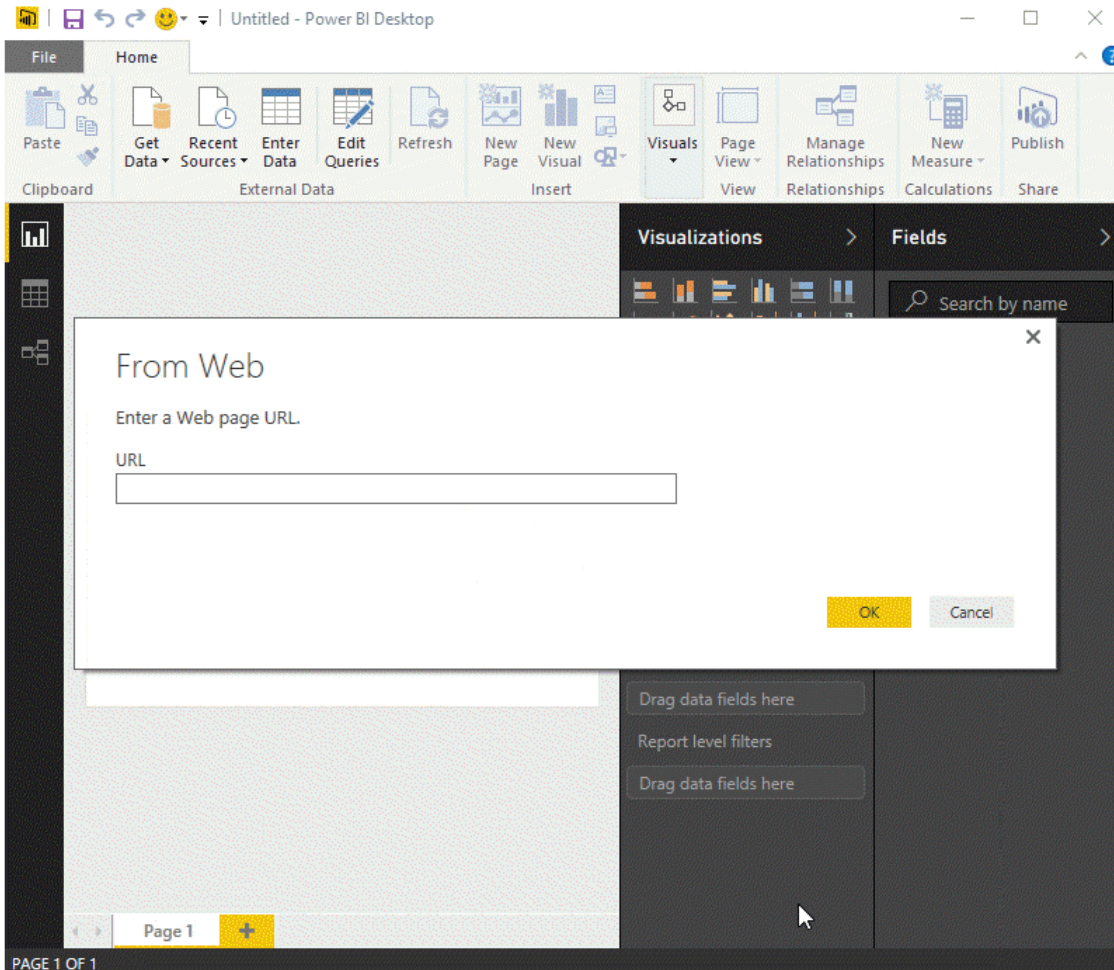 Untitled - Power BI Desktop
File
Home
Paste
Get Data
Recent Sources
Enter Data
Edit Queries
Refresh
New Page
New Visual
Visuals
Page View
Manage Relationships
New Measure
Publish
Clipboard
External Data
Insert
View
Relationships
Calculations
Share
Visualizations
Fields
Search by name
From Web
Enter a Web page URL.
URL
OK
Cancel
Drag data fields here
Report level filters
Drag data fields here
Page 1
PAGE 1 OF 1